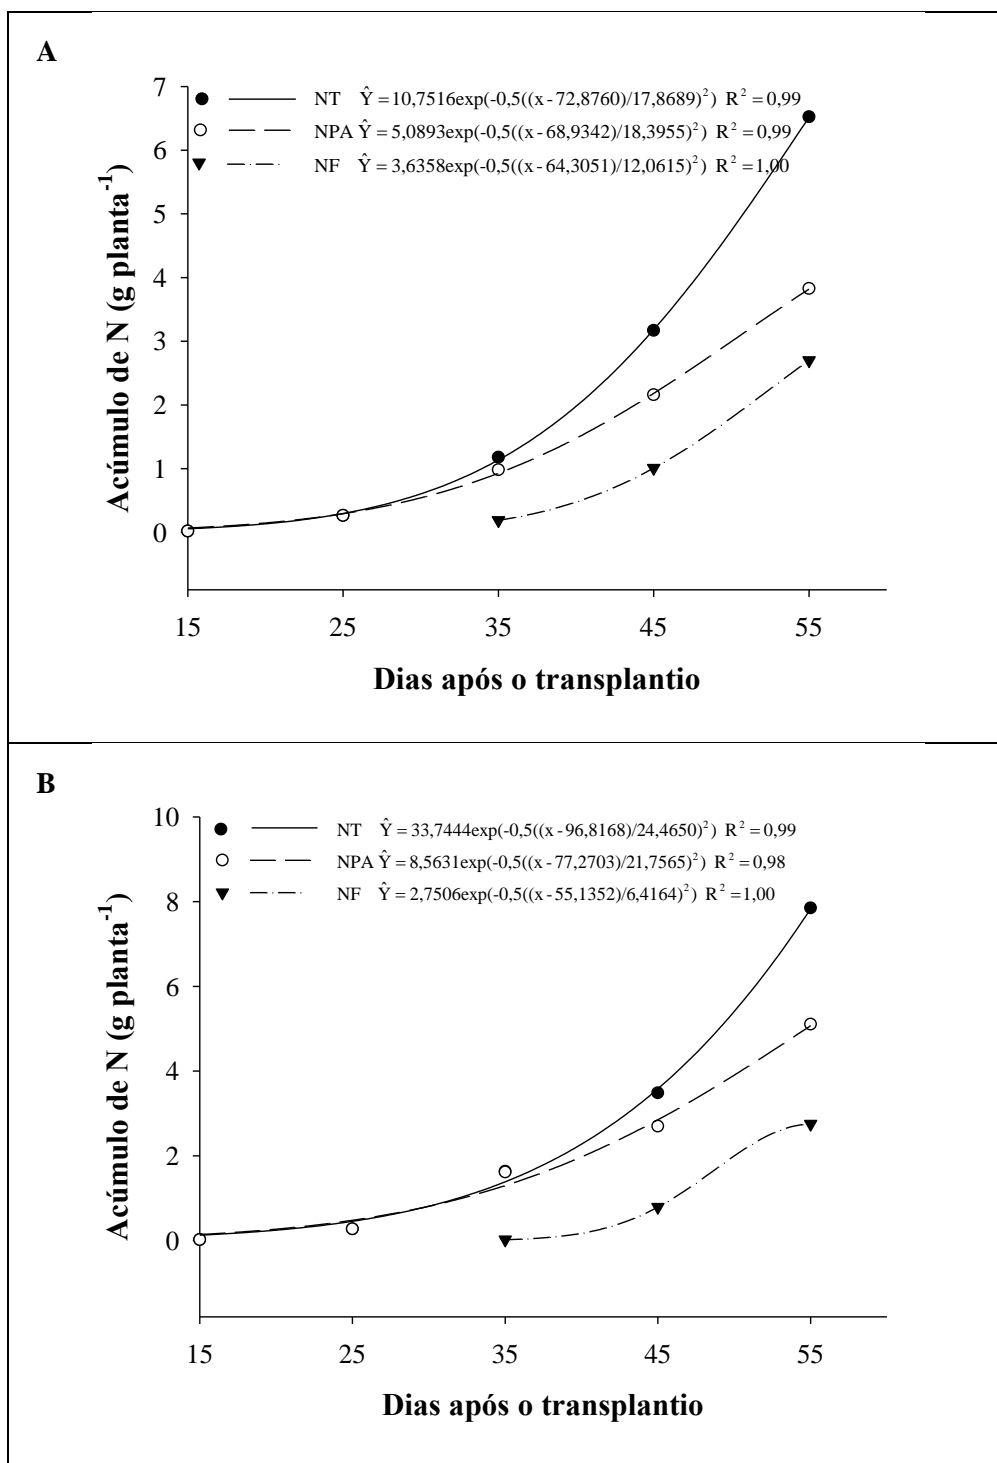 A
7
NT Ŷ = 10,7516exp(-0,5((x - 72,8760)/17,8689)²) R² = 0,99
NPA Ŷ = 5,0893exp(-0,5((x - 68,9342)/18,3955)²) R² = 0,99
NF Ŷ = 3,6358exp(-0,5((x - 64,3051)/12,0615)²) R² = 1,00
6
5
4
3
2
1
0
Acúmulo de N (g planta⁻¹)
15 25 35 45 55
Dias após o transplantio
B
10
NT Ŷ = 33,7444exp(-0,5((x - 96,8168)/24,4650)²) R² = 0,99
NPA Ŷ = 8,5631exp(-0,5((x - 77,2703)/21,7565)²) R² = 0,98
NF Ŷ = 2,7506exp(-0,5((x - 55,1352)/6,4164)²) R² = 1,00
8
6
4
2
0
Acúmulo de N (g planta⁻¹)
15 25 35 45 55
Dias após o transplantio